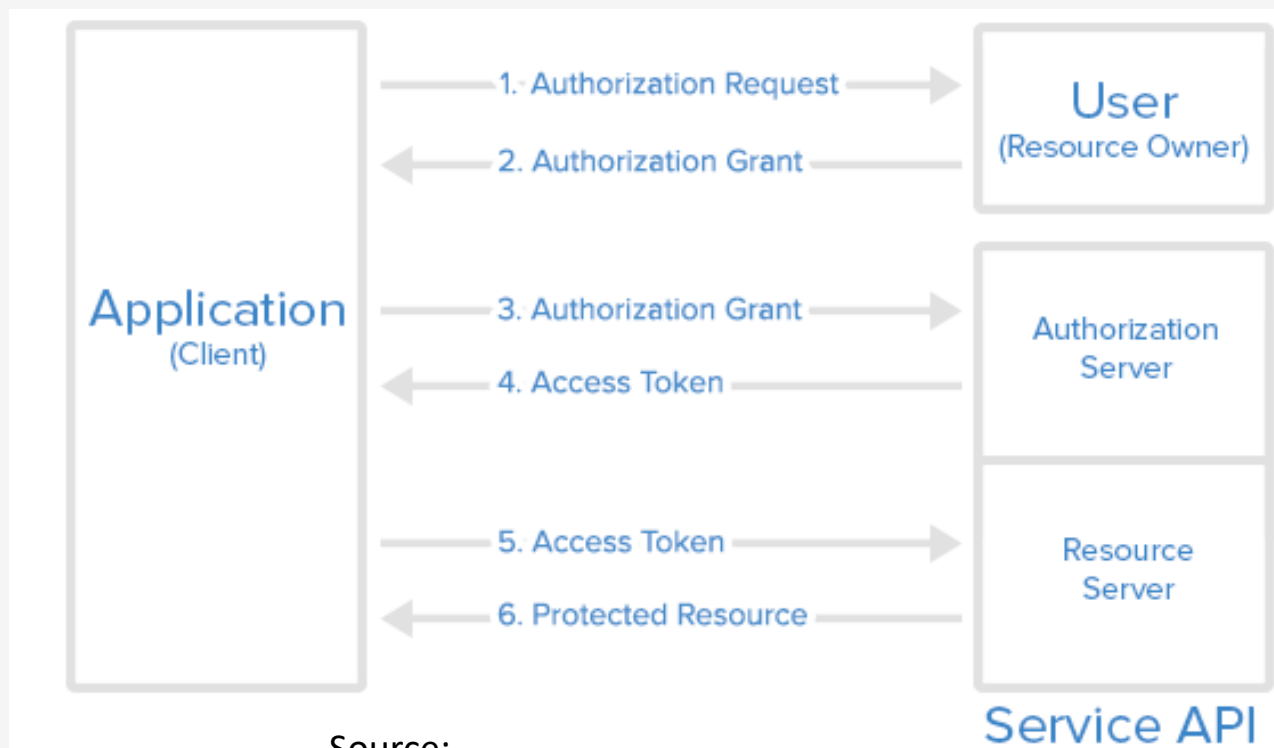 1. Authorization Request
User
(Resource Owner)
2. Authorization Grant
Application
(Client)
3. Authorization Grant
Authorization
Server
4. Access Token
5. Access Token
Resource
Server
6. Protected Resource
Service API
Source: